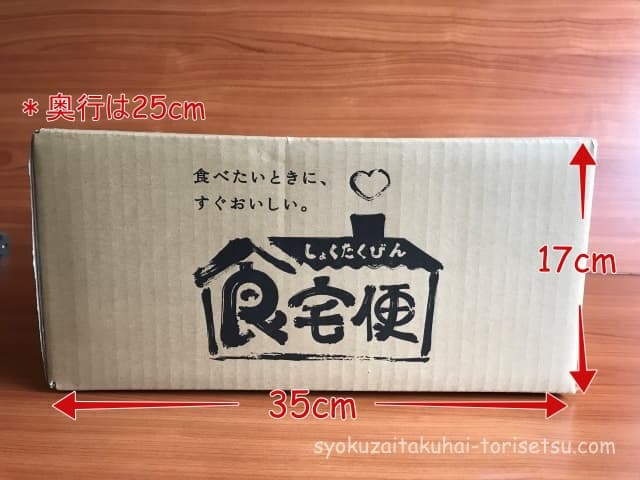 *奥行は25cm
食べたいときに、
すぐおいしい。
しょくたくびん
食宅便
17cm
35cm
syokuzaitakuhai-torisetsu.com